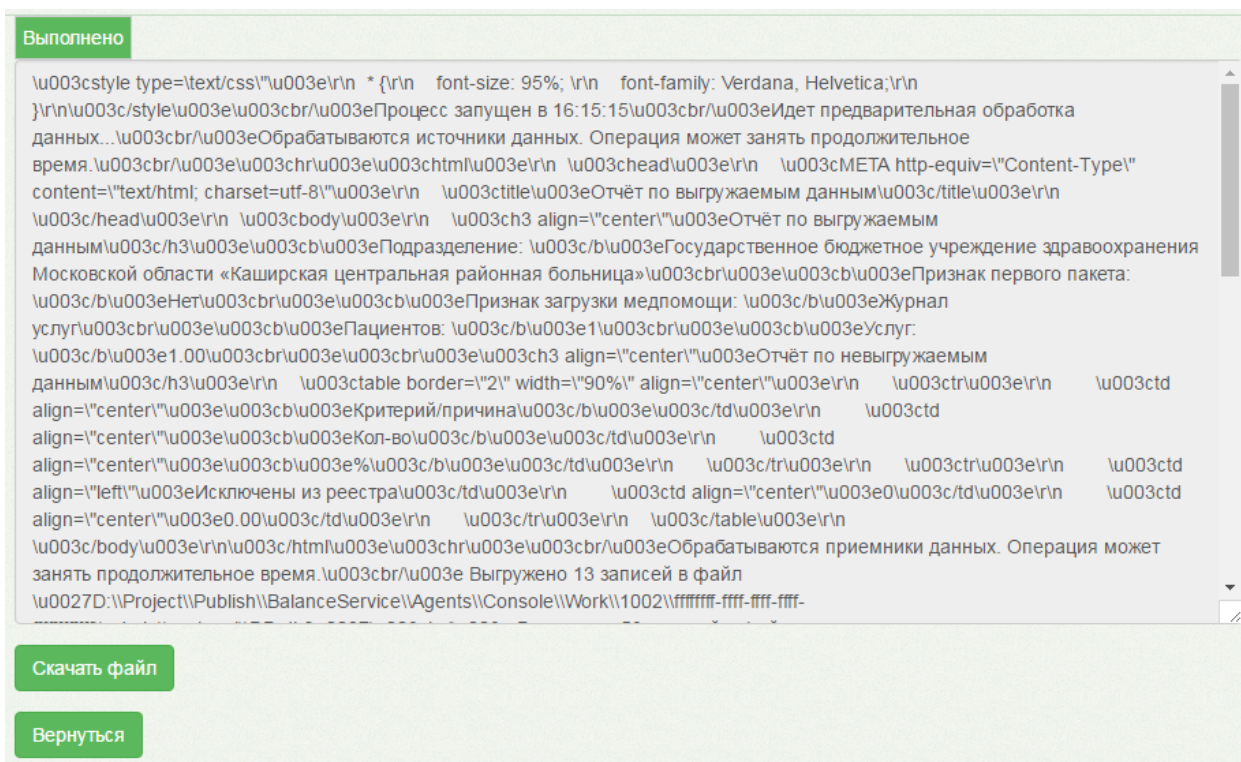 Выполнено
\u003cstyle type=\text/css\"\u003e\r\n  * {\r\n    font-size: 95%; \r\n    font-family: Verdana, Helvetica;\r\n
}\r\n\u003c/style\u003e\u003cbr/\u003eПроцесс запущен в 16:15:15\u003cbr/\u003eИдет предварительная обработка
данных...\u003cbr/\u003eОбрабатываются источники данных. Операция может занять продолжительное
время.\u003cbr/\u003e\u003chr\u003e\u003chtml\u003e\r\n  \u003chead\u003e\r\n    \u003cMETA http-equiv=\"Content-Type\"
content=\"text/html; charset=utf-8\"\u003e\r\n    \u003ctitle\u003eОтчёт по выгружаемым данным\u003c/title\u003e\r\n
\u003c/head\u003e\r\n  \u003cbody\u003e\r\n    \u003ch3 align=\"center\"\u003eОтчёт по выгружаемым
данным\u003c/h3\u003e\u003cb\u003eПодразделение: \u003c/b\u003eГосударственное бюджетное учреждение здравоохранения
Московской области «Каширская центральная районная больница»\u003cbr\u003e\u003cb\u003eПризнак первого пакета:
\u003c/b\u003eНет\u003cbr\u003e\u003cb\u003eПризнак загрузки медпомощи: \u003c/b\u003eЖурнал
услуг\u003cbr\u003e\u003cb\u003eПациентов: \u003c/b\u003e1\u003cbr\u003e\u003cb\u003eУслуг:
\u003c/b\u003e1.00\u003cbr\u003e\u003cbr\u003e\u003ch3 align=\"center\"\u003eОтчёт по невыгружаемым
данным\u003c/h3\u003e\r\n    \u003ctable border=\"2\" width=\"90%\" align=\"center\"\u003e\r\n      \u003ctr\u003e\r\n        \u003ctd
align=\"center\"\u003e\u003cb\u003eКритерий/причина\u003c/b\u003e\u003c/td\u003e\r\n        \u003ctd
align=\"center\"\u003e\u003cb\u003eКол-во\u003c/b\u003e\u003c/td\u003e\r\n        \u003ctd
align=\"center\"\u003e\u003cb\u003e%\u003c/b\u003e\u003c/td\u003e\r\n      \u003c/tr\u003e\r\n      \u003ctr\u003e\r\n        \u003ctd
align=\"left\"\u003eИсключены из реестра\u003c/td\u003e\r\n        \u003ctd align=\"center\"\u003e0\u003c/td\u003e\r\n        \u003ctd
align=\"center\"\u003e0.00\u003c/td\u003e\r\n      \u003c/tr\u003e\r\n    \u003c/table\u003e\r\n
\u003c/body\u003e\r\n\u003c/html\u003e\u003chr\u003e\u003cbr/\u003eОбрабатываются приемники данных. Операция может
занять продолжительное время.\u003cbr/\u003e Выгружено 13 записей в файл
\u0027D:\\Project\\Publish\\BalanceService\\Agents\\Console\\Work\\1002\\ffffffff-ffff-ffff-ffff-
Скачать файл
Вернуться